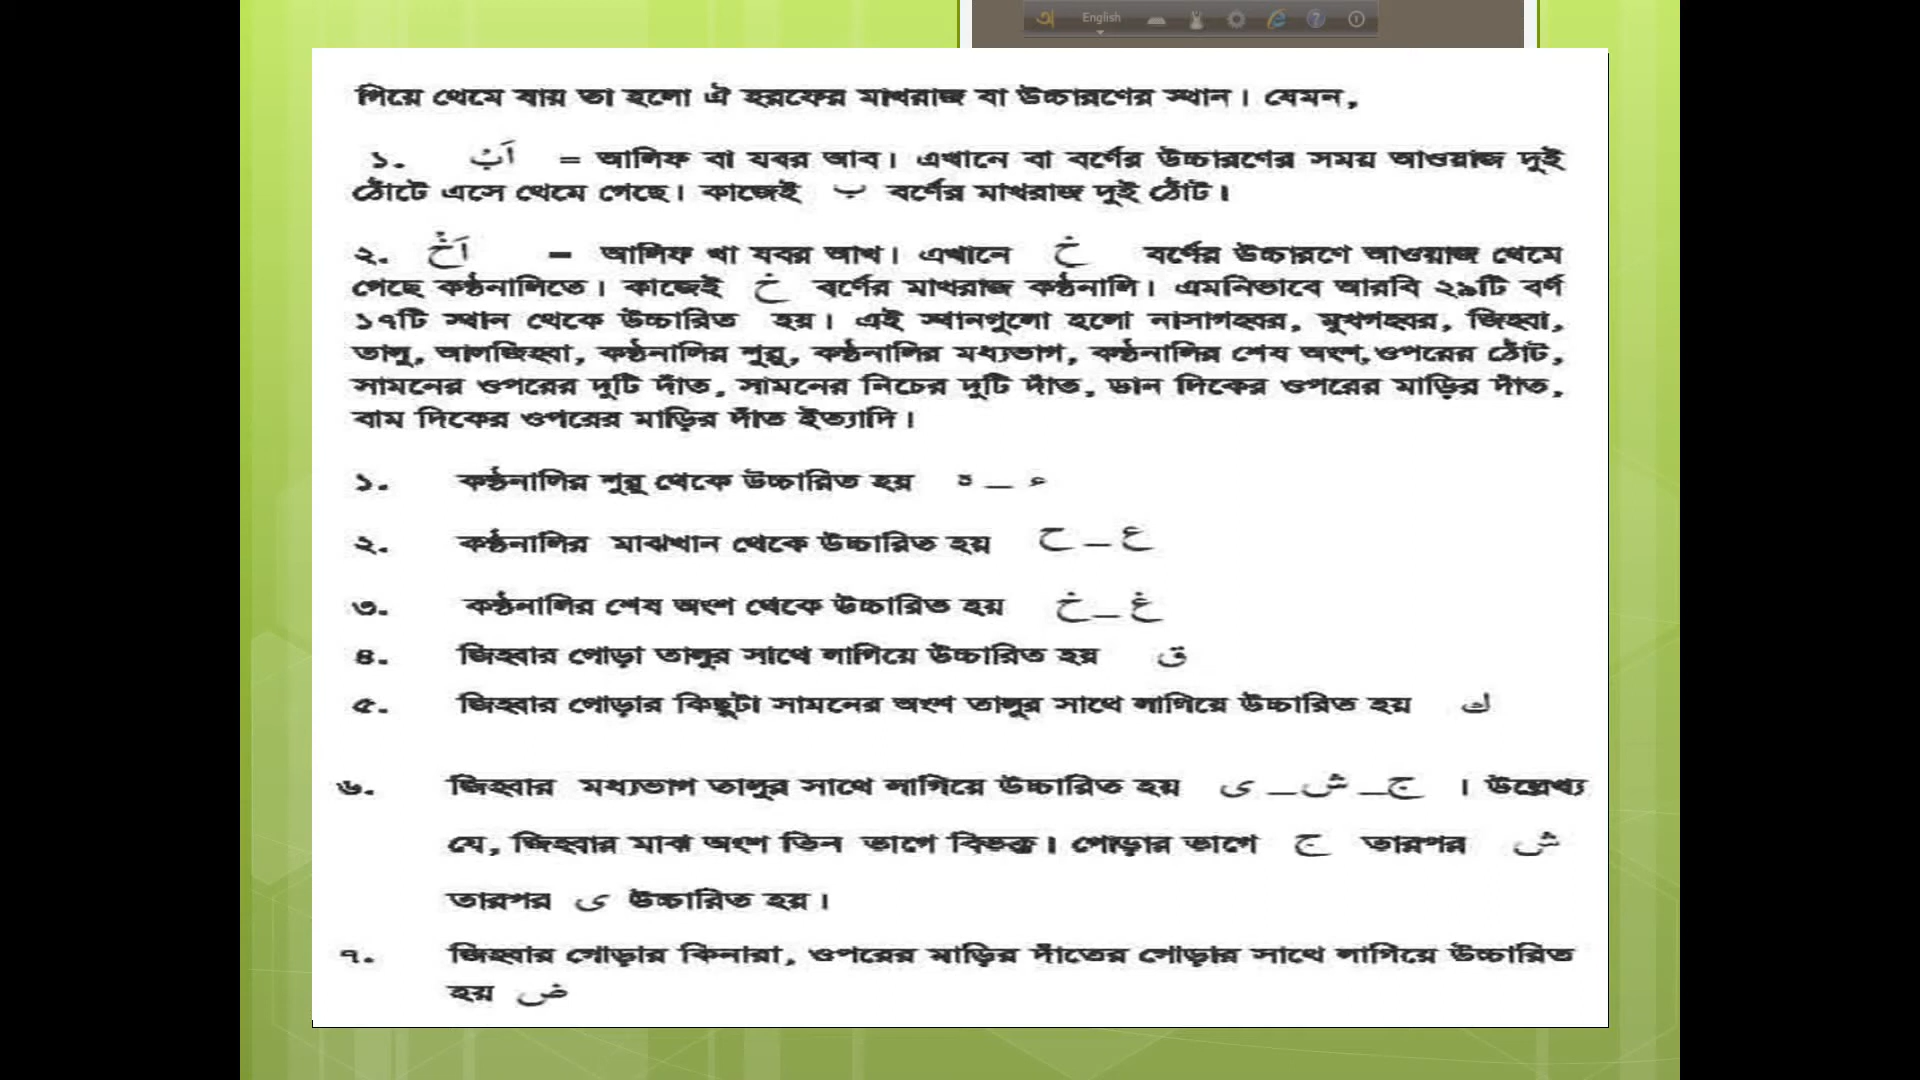 অ English
গিয়ে থেমে যায় তা হলো ঐ হরফের মাখরাজ বা উচ্চারণের স্থান। যেমন,
১. اَبْ = আলিফ বা যবর আব। এখানে বা বর্ণের উচ্চারণের সময় আওয়াজ দুই
ঠোঁটে এসে থেমে গেছে। কাজেই ب বর্ণের মাখরাজ দুই ঠোঁট।
২. اَخْ = আলিফ খা যবর আখ। এখানে خ বর্ণের উচ্চারণে আওয়াজ থেমে
গেছে কণ্ঠনালিতে। কাজেই خ বর্ণের মাখরাজ কণ্ঠনালি। এমনিভাবে আরবি ২৯টি বর্ণ
১৭টি স্থান থেকে উচ্চারিত হয়। এই স্থানগুলো হলো নাসাগহ্বর, মুখগহ্বর, জিহ্বা,
তালু, আলজিহ্বা, কণ্ঠনালির শুরু, কণ্ঠনালির মধ্যভাগ, কণ্ঠনালির শেষ অংশ,ওপরের ঠোঁট,
সামনের ওপরের দুটি দাঁত, সামনের নিচের দুটি দাঁত, ডান দিকের ওপরের মাড়ির দাঁত,
বাম দিকের ওপরের মাড়ির দাঁত ইত্যাদি।
১. কণ্ঠনালির শুরু থেকে উচ্চারিত হয় ء – ه
২. কণ্ঠনালির মাঝখান থেকে উচ্চারিত হয় ع – ح
৩. কণ্ঠনালির শেষ অংশ থেকে উচ্চারিত হয় غ – خ
৪. জিহ্বার গোড়া তালুর সাথে লাগিয়ে উচ্চারিত হয় ق
৫. জিহ্বার গোড়ার কিছুটা সামনের অংশ তালুর সাথে লাগিয়ে উচ্চারিত হয় ك
৬. জিহ্বার মধ্যভাগ তালুর সাথে লাগিয়ে উচ্চারিত হয় ج – ش – ى । উল্লেখ্য
যে, জিহ্বার মাঝ অংশ তিন ভাগে বিভক্ত। গোড়ার ভাগে ج তারপর ش
তারপর ى উচ্চারিত হয়।
৭. জিহ্বার গোড়ার কিনারা, ওপরের মাড়ির দাঁতের গোড়ার সাথে লাগিয়ে উচ্চারিত
হয় ض